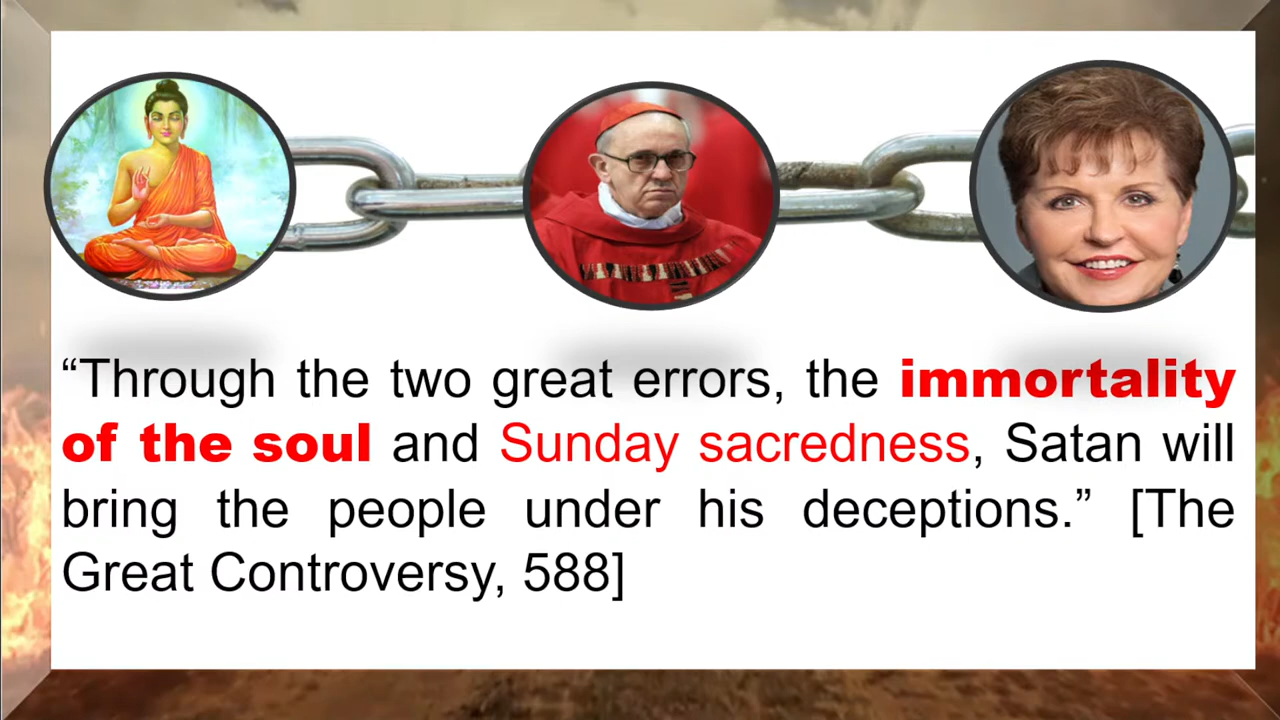 “Through the two great errors, the immortality
of the soul and Sunday sacredness, Satan will
bring the people under his deceptions.” [The
Great Controversy, 588]